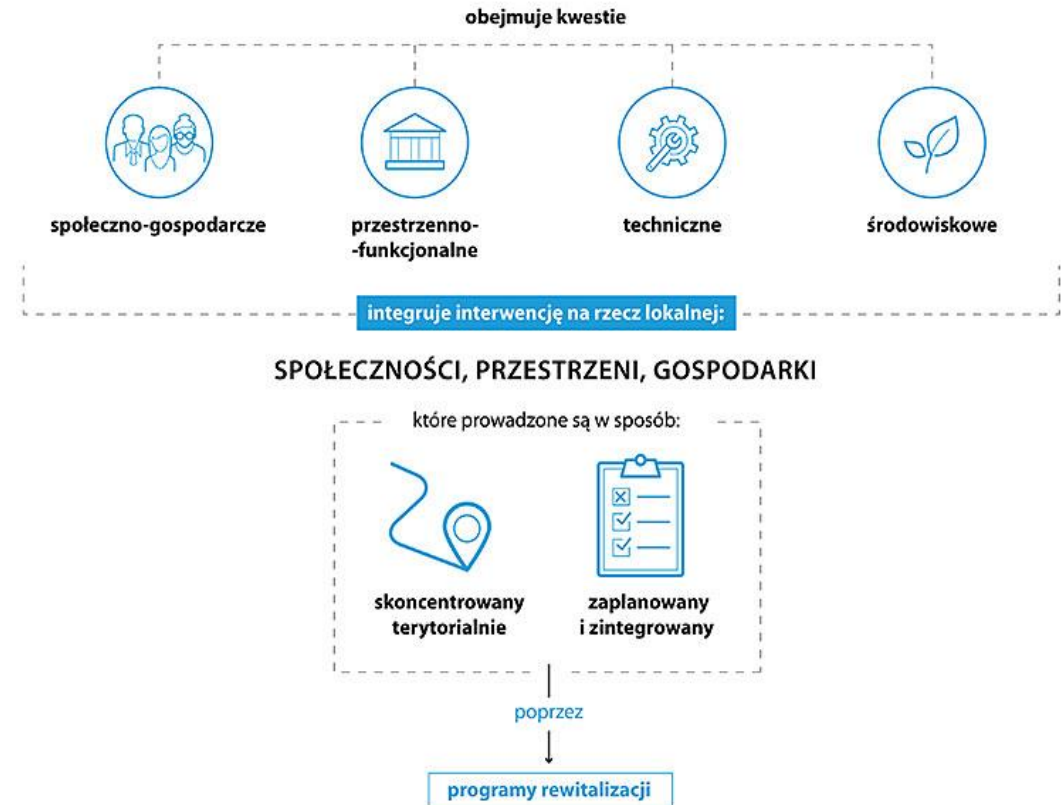 obejmuje kwestie
społeczno-gospodarcze
przestrzenno-
-funkcjonalne
techniczne
środowiskowe
integruje interwencję na rzecz lokalnej:
SPOŁECZNOŚCI, PRZESTRZENI, GOSPODARKI
które prowadzone są w sposób:
skoncentrowany
terytorialnie
zaplanowany
i zintegrowany
poprzez
programy rewitalizacji